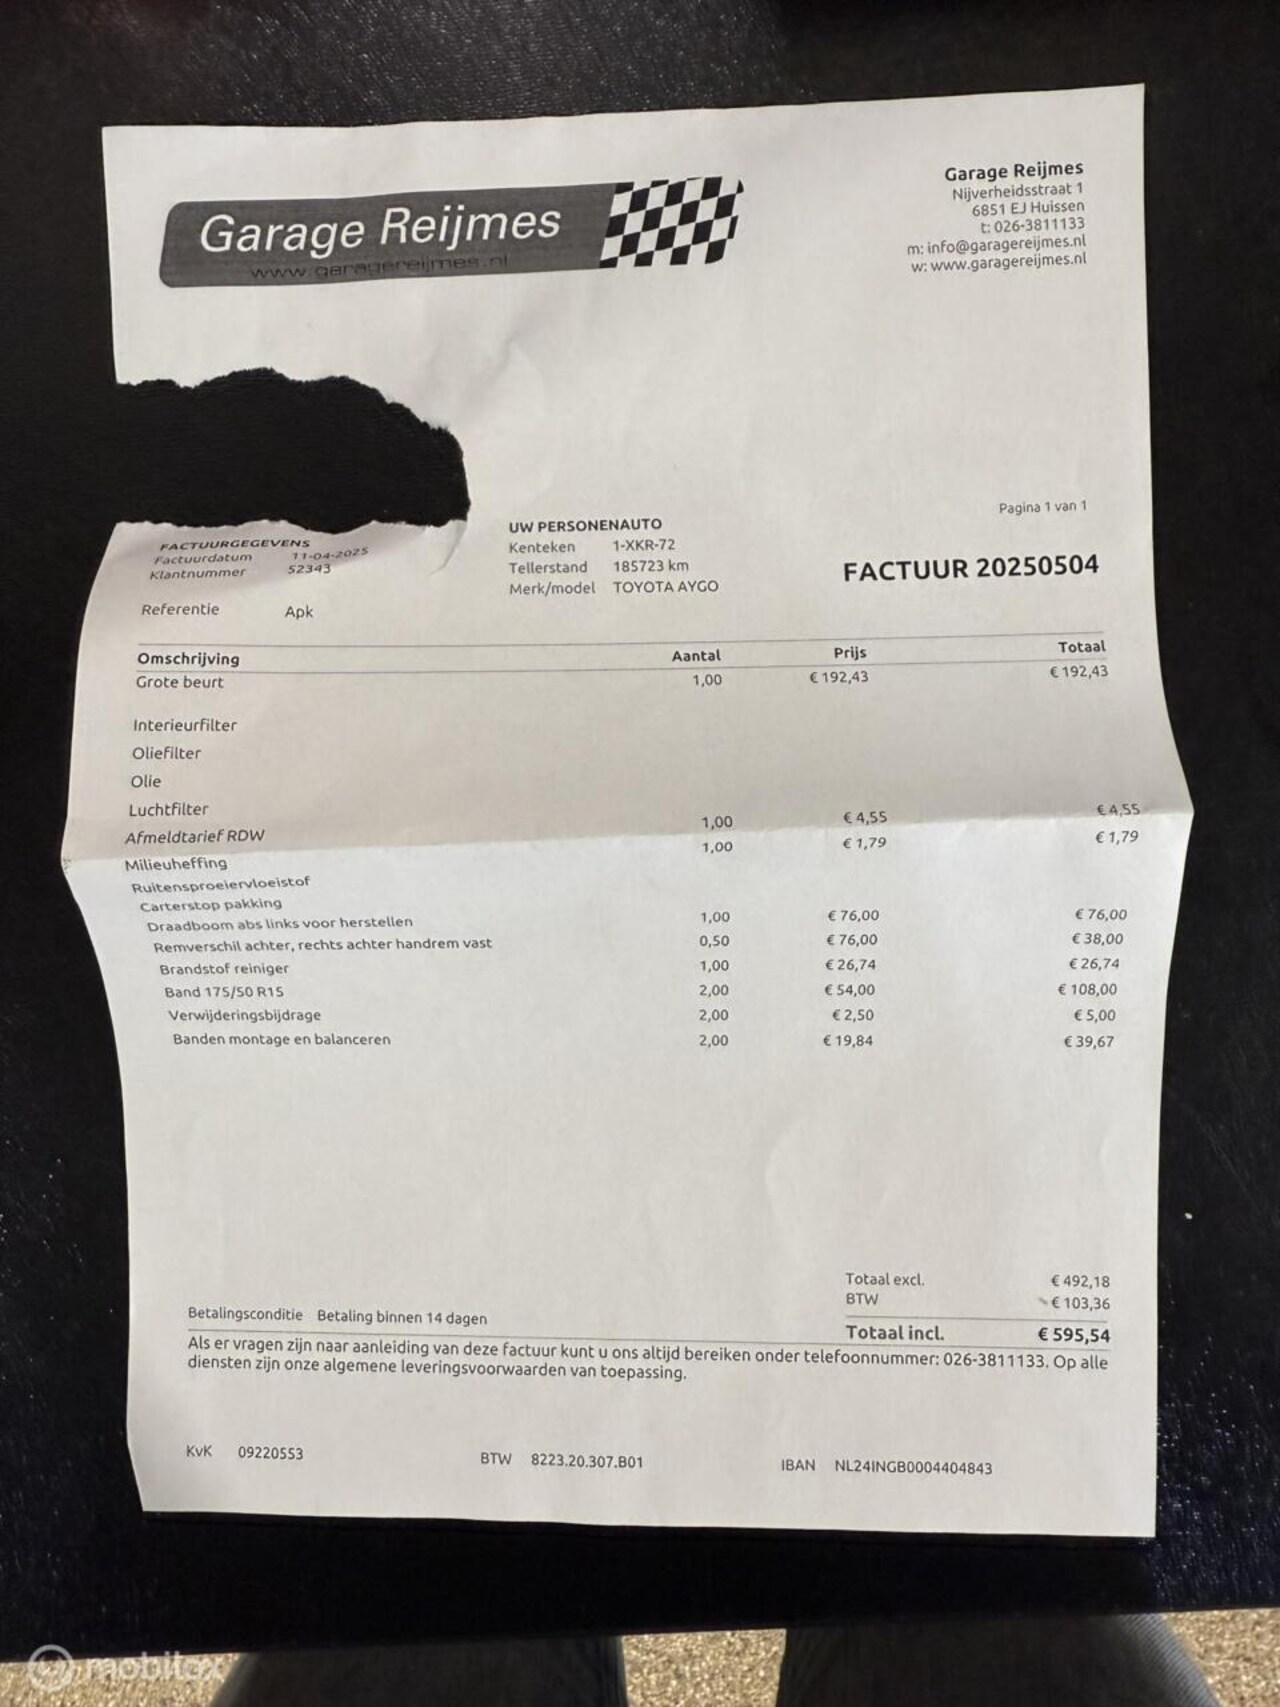 Garage Reijmes
www.garagereijmes.nl
Garage Reijmes
Nijverheidsstraat 1
6851 EJ Huissen
t: 026-3811133
m: info@garagereijmes.nl
w: www.garagereijmes.nl
Pagina 1 van 1
FACTUURGEGEVENS
Factuurdatum 11-04-2025
Klantnummer 52343
Referentie Apk
UW PERSONENAUTO
Kenteken 1-XKR-72
Tellerstand 185723 km
Merk/model TOYOTA AYGO
FACTUUR 20250504
Omschrijving Aantal Prijs Totaal
Grote beurt 1,00 € 192,43 € 192,43
Interieurfilter
Oliefilter
Olie
Luchtfilter
Afmeldtarief RDW 1,00 € 4,55 € 4,55
Milieuheffing 1,00 € 1,79 € 1,79
Ruitensproeiervloeistof
Carterstop pakking
Draadboom abs links voor herstellen 1,00 € 76,00 € 76,00
Remverschil achter, rechts achter handrem vast 0,50 € 76,00 € 38,00
Brandstof reiniger 1,00 € 26,74 € 26,74
Band 175/50 R15 2,00 € 54,00 € 108,00
Verwijderingsbijdrage 2,00 € 2,50 € 5,00
Banden montage en balanceren 2,00 € 19,84 € 39,67
Totaal excl. € 492,18
BTW € 103,36
Totaal incl. € 595,54
Betalingsconditie Betaling binnen 14 dagen
Als er vragen zijn naar aanleiding van deze factuur kunt u ons altijd bereiken onder telefoonnummer: 026-3811133. Op alle
diensten zijn onze algemene leveringsvoorwaarden van toepassing.
KvK 09220553 BTW 8223.20.307.B01 IBAN NL24INGB0004404843
mobilox